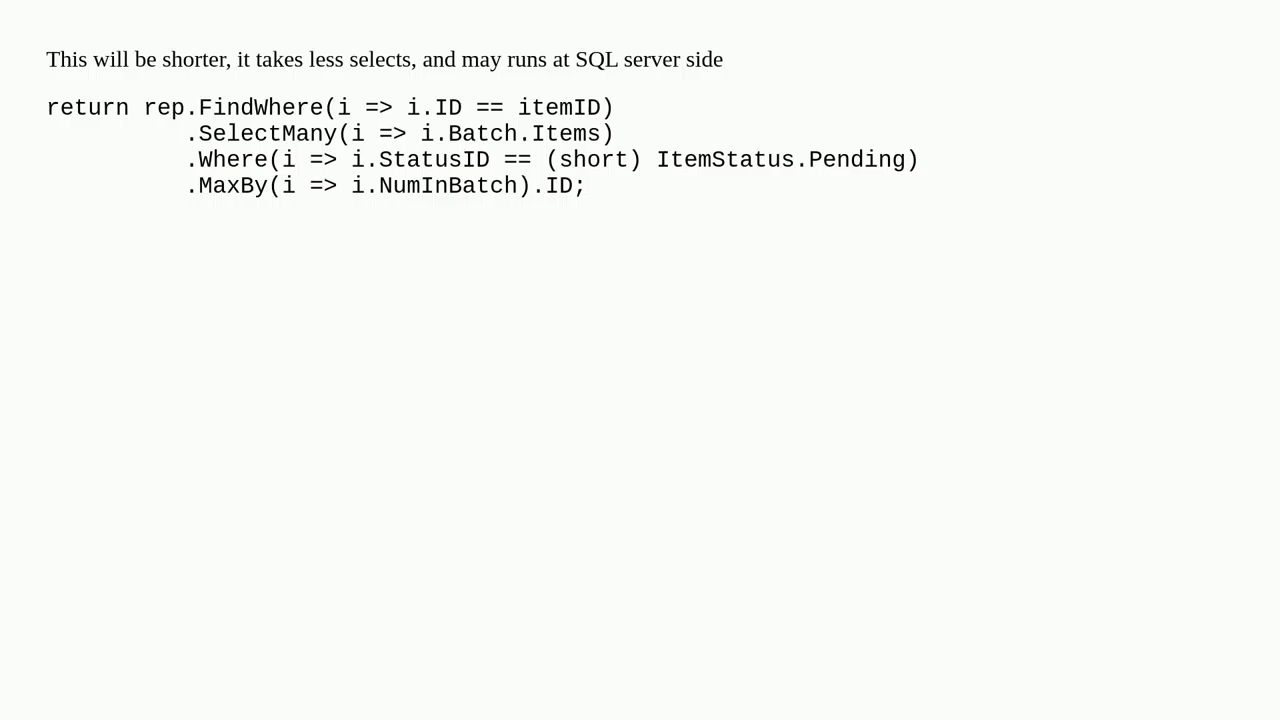 This will be shorter, it takes less selects, and may runs at SQL server side
return rep.FindWhere(i => i.ID == itemID)
          .SelectMany(i => i.Batch.Items)
          .Where(i => i.StatusID == (short) ItemStatus.Pending)
          .MaxBy(i => i.NumInBatch).ID;